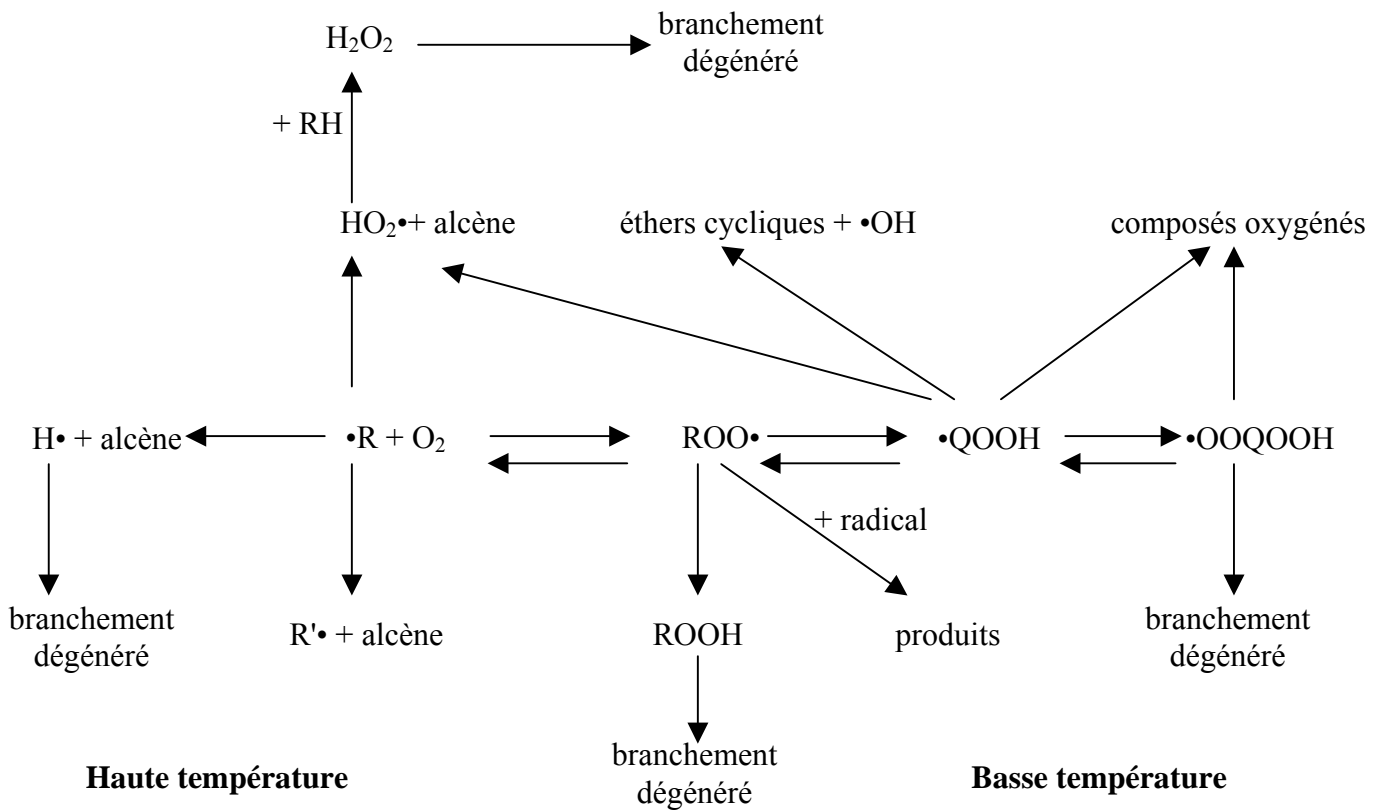 H₂O₂
branchement
dégénéré
+ RH
HO₂•+ alcène
éthers cycliques + •OH
composés oxygénés
H• + alcène
•R + O₂
ROO•
•QOOH
•OOQOOH
+ radical
branchement
dégénéré
R'• + alcène
ROOH
produits
branchement
dégénéré
branchement
dégénéré
Haute température
Basse température